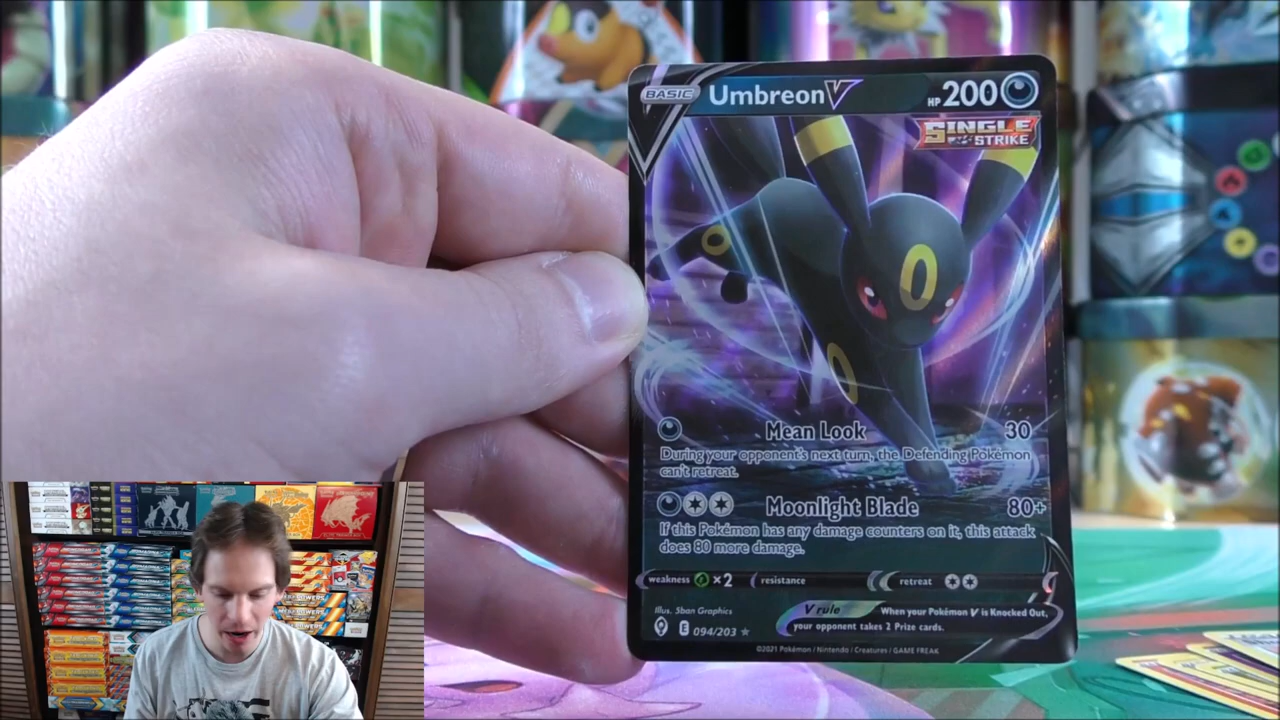 BASIC UmbreonV HP 200
SINGLE
STRIKE
Mean Look 30
During your opponent's next turn, the Defending Pokémon
can't retreat.
Moonlight Blade 80+
If this Pokémon has any damage counters on it, this attack
does 80 more damage.
weakness ×2 resistance retreat
Illus. 5ban Graphics
V rule When your Pokémon V is Knocked Out,
your opponent takes 2 Prize cards.
E 094/203
©2021 Pokémon / Nintendo / Creatures / GAME FREAK